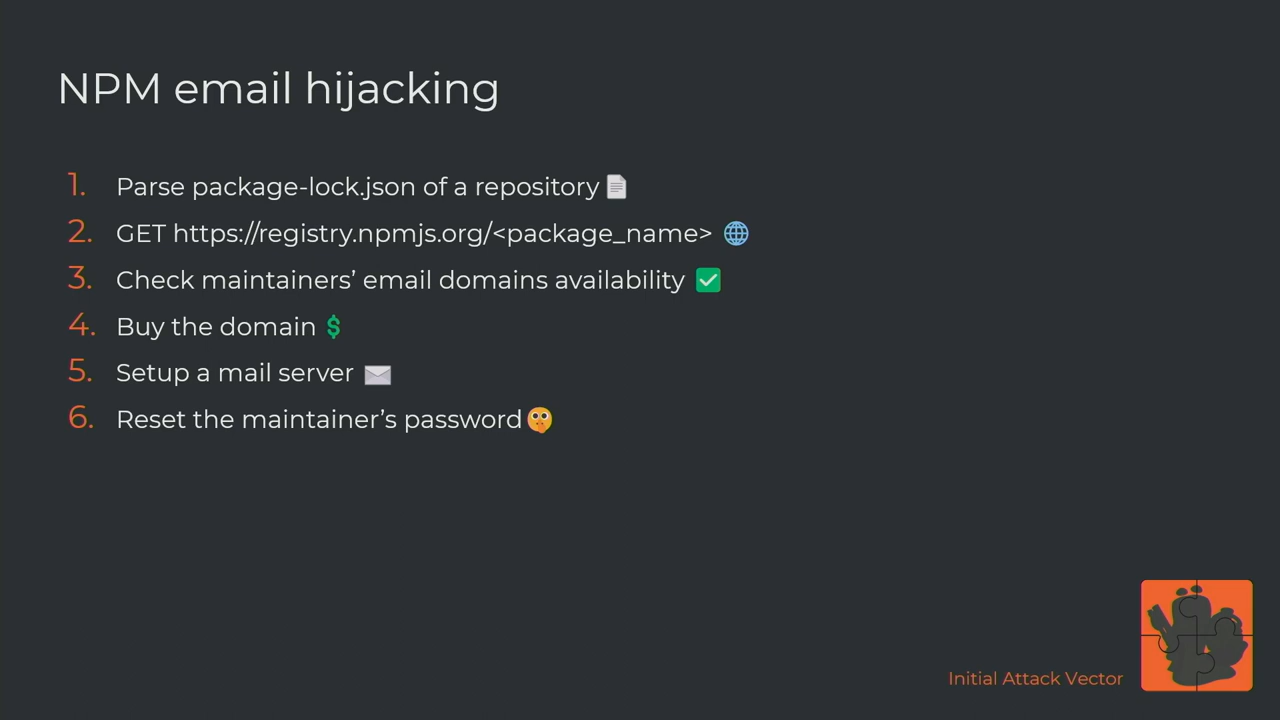 NPM email hijacking
1. Parse package-lock.json of a repository
2. GET https://registry.npmjs.org/<package_name>
3. Check maintainers’ email domains availability
4. Buy the domain $
5. Setup a mail server
6. Reset the maintainer’s password
Initial Attack Vector